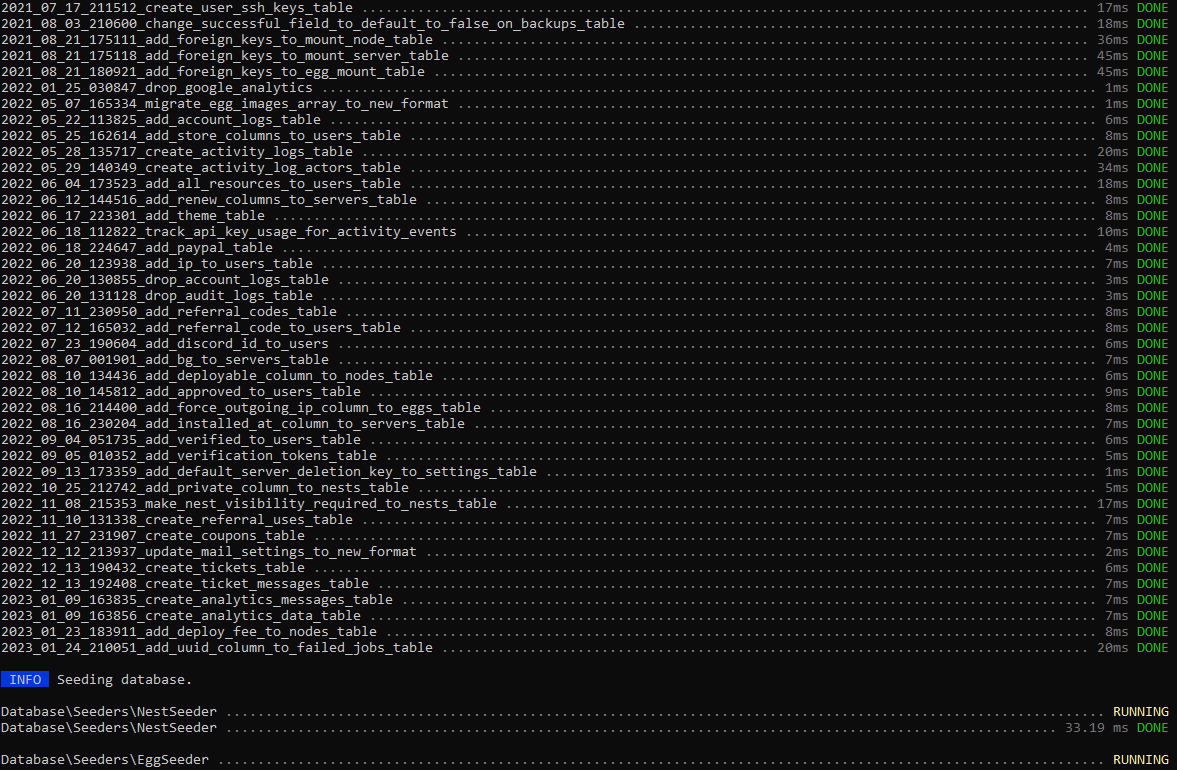 2021_07_17_211512_create_user_ssh_keys_table ........................................................................................... 17ms DONE
2021_08_03_210600_change_successful_field_to_default_to_false_on_backups_table ......................................................... 18ms DONE
2021_08_21_175111_add_foreign_keys_to_mount_node_table ................................................................................. 36ms DONE
2021_08_21_175118_add_foreign_keys_to_mount_server_table ............................................................................... 45ms DONE
2021_08_21_180921_add_foreign_keys_to_egg_mount_table .................................................................................. 45ms DONE
2022_01_25_030847_drop_google_analytics ................................................................................................. 1ms DONE
2022_05_07_165334_migrate_egg_images_array_to_new_format ................................................................................ 1ms DONE
2022_05_22_113825_add_account_logs_table ................................................................................................ 6ms DONE
2022_05_25_162614_add_store_columns_to_users_table ...................................................................................... 8ms DONE
2022_05_28_135717_create_activity_logs_table ........................................................................................... 20ms DONE
2022_05_29_140349_create_activity_log_actors_table ..................................................................................... 34ms DONE
2022_06_04_173523_add_all_resources_to_users_table ..................................................................................... 18ms DONE
2022_06_12_144516_add_renew_columns_to_servers_table .................................................................................... 8ms DONE
2022_06_17_223301_add_theme_table ....................................................................................................... 8ms DONE
2022_06_18_112822_track_api_key_usage_for_activity_events .............................................................................. 10ms DONE
2022_06_18_224647_add_paypal_table ...................................................................................................... 4ms DONE
2022_06_20_123938_add_ip_to_users_table ................................................................................................. 7ms DONE
2022_06_20_130855_drop_account_logs_table ............................................................................................... 3ms DONE
2022_06_20_131128_drop_audit_logs_table ................................................................................................. 3ms DONE
2022_07_11_230950_add_referral_codes_table .............................................................................................. 8ms DONE
2022_07_12_165032_add_referral_code_to_users_table ...................................................................................... 8ms DONE
2022_07_23_190604_add_discord_id_to_users ............................................................................................... 6ms DONE
2022_08_07_001901_add_bg_to_servers_table ............................................................................................... 7ms DONE
2022_08_10_134436_add_deployable_column_to_nodes_table .................................................................................. 6ms DONE
2022_08_10_145812_add_approved_to_users_table ........................................................................................... 9ms DONE
2022_08_16_214400_add_force_outgoing_ip_column_to_eggs_table ............................................................................ 8ms DONE
2022_08_16_230204_add_installed_at_column_to_servers_table .............................................................................. 7ms DONE
2022_09_04_051735_add_verified_to_users_table ........................................................................................... 6ms DONE
2022_09_05_010352_add_verification_tokens_table ......................................................................................... 5ms DONE
2022_09_13_173359_add_default_server_deletion_key_to_settings_table ..................................................................... 1ms DONE
2022_10_25_212742_add_private_column_to_nests_table ..................................................................................... 5ms DONE
2022_11_08_215353_make_nest_visibility_required_to_nests_table ......................................................................... 17ms DONE
2022_11_10_131338_create_referral_uses_table ............................................................................................ 7ms DONE
2022_11_27_231907_create_coupons_table .................................................................................................. 7ms DONE
2022_12_12_213937_update_mail_settings_to_new_format .................................................................................... 2ms DONE
2022_12_13_190432_create_tickets_table .................................................................................................. 6ms DONE
2022_12_13_192408_create_ticket_messages_table .......................................................................................... 7ms DONE
2023_01_09_163835_create_analytics_messages_table ....................................................................................... 7ms DONE
2023_01_09_163856_create_analytics_data_table ........................................................................................... 7ms DONE
2023_01_23_183911_add_deploy_fee_to_nodes_table ......................................................................................... 8ms DONE
2023_01_24_210051_add_uuid_column_to_failed_jobs_table ................................................................................. 20ms DONE
INFO Seeding database.
Database\Seeders\NestSeeder .............................................................................................................. RUNNING
Database\Seeders\NestSeeder ........................................................................................................ 33.19 ms DONE
Database\Seeders\EggSeeder ............................................................................................................... RUNNING